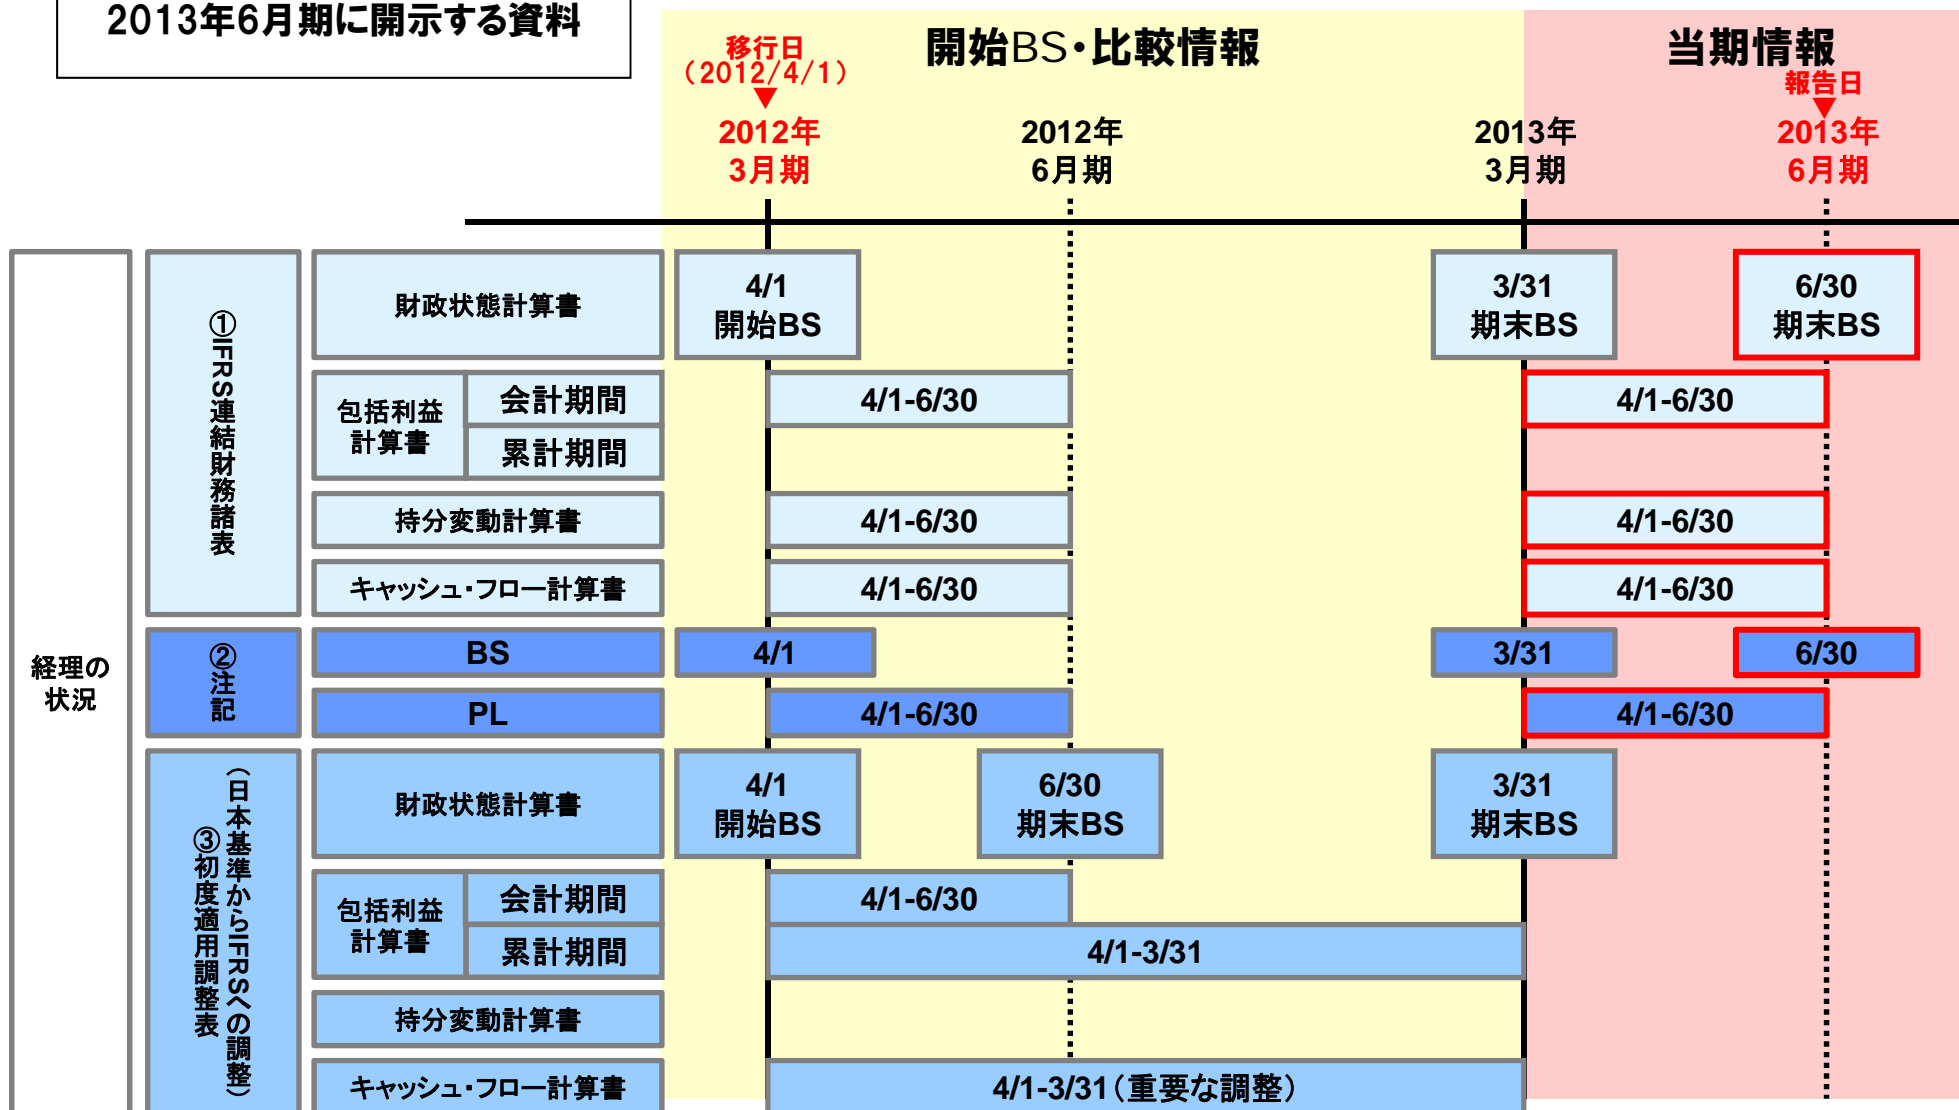 2013年6月期に開示する資料
開始BS・比較情報
当期情報
移行日
（2012/4/1）
報告日
2012年
3月期
2012年
6月期
2013年
3月期
2013年
6月期
経理の
状況
①IFRS連結財務諸表
財政状態計算書
4/1
開始BS
3/31
期末BS
6/30
期末BS
包括利益
計算書
会計期間
4/1-6/30
4/1-6/30
累計期間
持分変動計算書
4/1-6/30
4/1-6/30
キャッシュ・フロー計算書
4/1-6/30
4/1-6/30
②注記
BS
4/1
3/31
6/30
PL
4/1-6/30
4/1-6/30
③初度適用調整表
（日本基準からIFRSへの調整）
財政状態計算書
4/1
開始BS
6/30
期末BS
3/31
期末BS
包括利益
計算書
会計期間
4/1-6/30
累計期間
4/1-3/31
持分変動計算書
キャッシュ・フロー計算書
4/1-3/31（重要な調整）